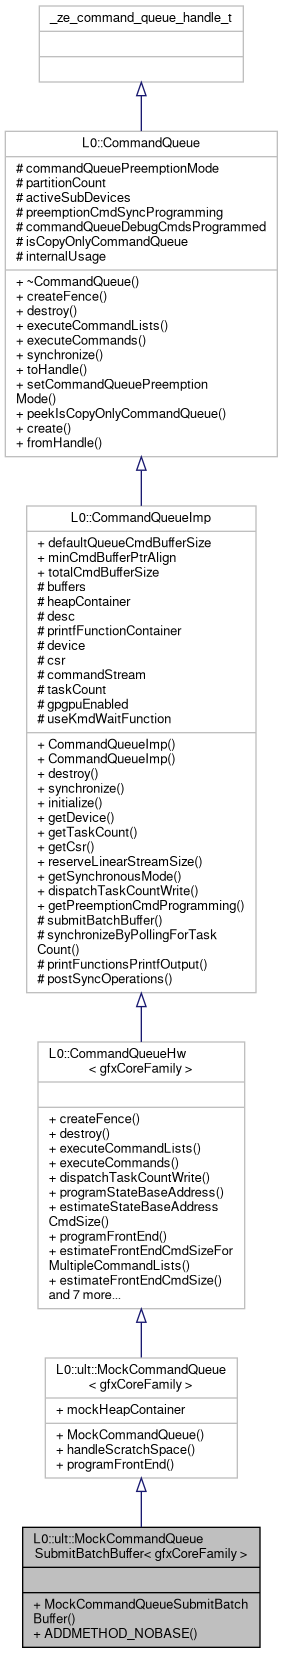 _ze_command_queue_handle_t
L0::CommandQueue
# commandQueuePreemptionMode
# partitionCount
# activeSubDevices
# preemptionCmdSyncProgramming
# commandQueueDebugCmdsProgrammed
# isCopyOnlyCommandQueue
# internalUsage
+ ~CommandQueue()
+ createFence()
+ destroy()
+ executeCommandLists()
+ executeCommands()
+ synchronize()
+ toHandle()
+ setCommandQueuePreemption
Mode()
+ peekIsCopyOnlyCommandQueue()
+ create()
+ fromHandle()
L0::CommandQueueImp
+ defaultQueueCmdBufferSize
+ minCmdBufferPtrAlign
+ totalCmdBufferSize
# buffers
# heapContainer
# desc
# printfFunctionContainer
# device
# csr
# commandStream
# taskCount
# gpgpuEnabled
# useKmdWaitFunction
+ CommandQueueImp()
+ CommandQueueImp()
+ destroy()
+ synchronize()
+ initialize()
+ getDevice()
+ getTaskCount()
+ getCsr()
+ reserveLinearStreamSize()
+ getSynchronousMode()
+ dispatchTaskCountWrite()
+ getPreemptionCmdProgramming()
# submitBatchBuffer()
# synchronizeByPollingForTask
Count()
# printFunctionsPrintfOutput()
# postSyncOperations()
L0::CommandQueueHw
< gfxCoreFamily >
+ createFence()
+ destroy()
+ executeCommandLists()
+ executeCommands()
+ dispatchTaskCountWrite()
+ programStateBaseAddress()
+ estimateStateBaseAddress
CmdSize()
+ programFrontEnd()
+ estimateFrontEndCmdSizeFor
MultipleCommandLists()
+ estimateFrontEndCmdSize()
and 7 more...
L0::ult::MockCommandQueue
< gfxCoreFamily >
+ mockHeapContainer
+ MockCommandQueue()
+ handleScratchSpace()
+ programFrontEnd()
L0::ult::MockCommandQueue
SubmitBatchBuffer< gfxCoreFamily >
+ MockCommandQueueSubmitBatch
Buffer()
+ ADDMETHOD_NOBASE()